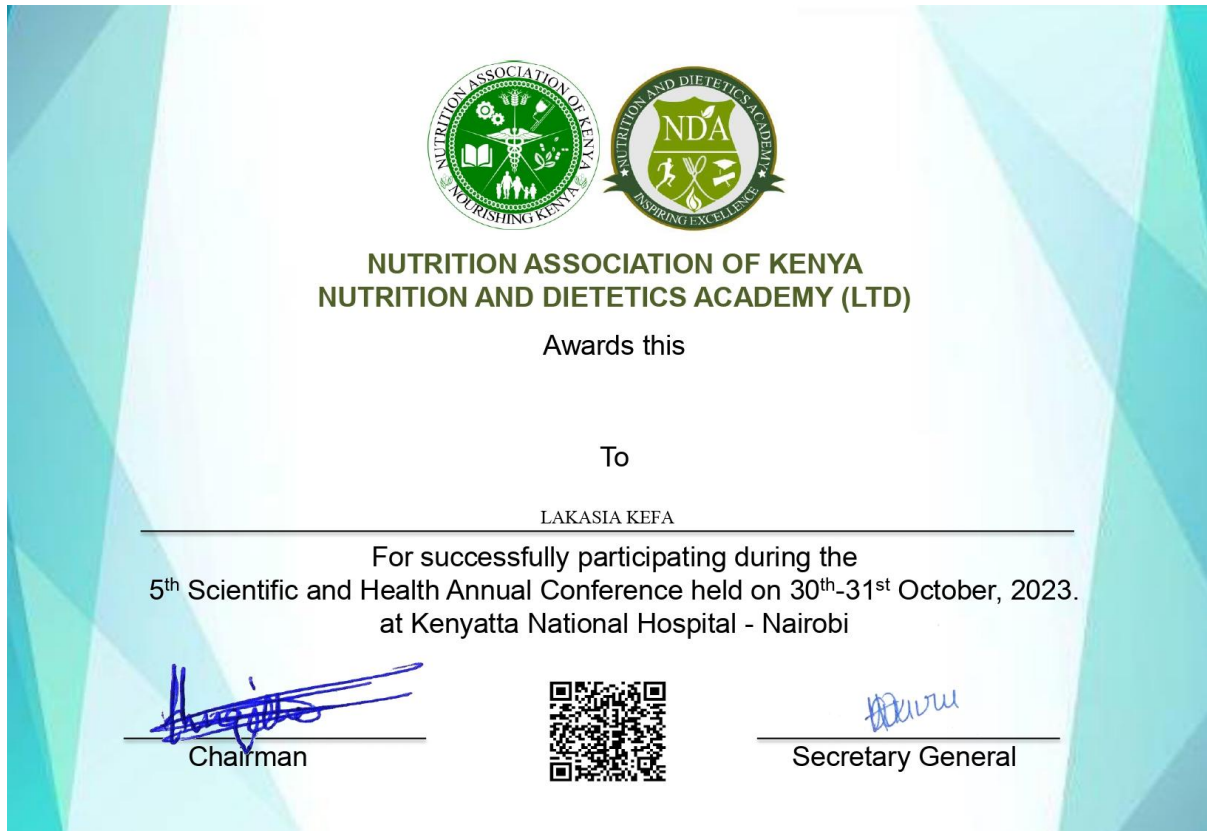 NUTRITION ASSOCIATION OF KENYA
NOURISHING KENYA
NUTRITION AND DIETETICS ACADEMY
NDA
INSPIRING EXCELLENCE
NUTRITION ASSOCIATION OF KENYA
NUTRITION AND DIETETICS ACADEMY (LTD)
Awards this
To
LAKASIA KEFA
For successfully participating during the
5th Scientific and Health Annual Conference held on 30th-31st October, 2023.
at Kenyatta National Hospital - Nairobi
Chairman
Secretary General